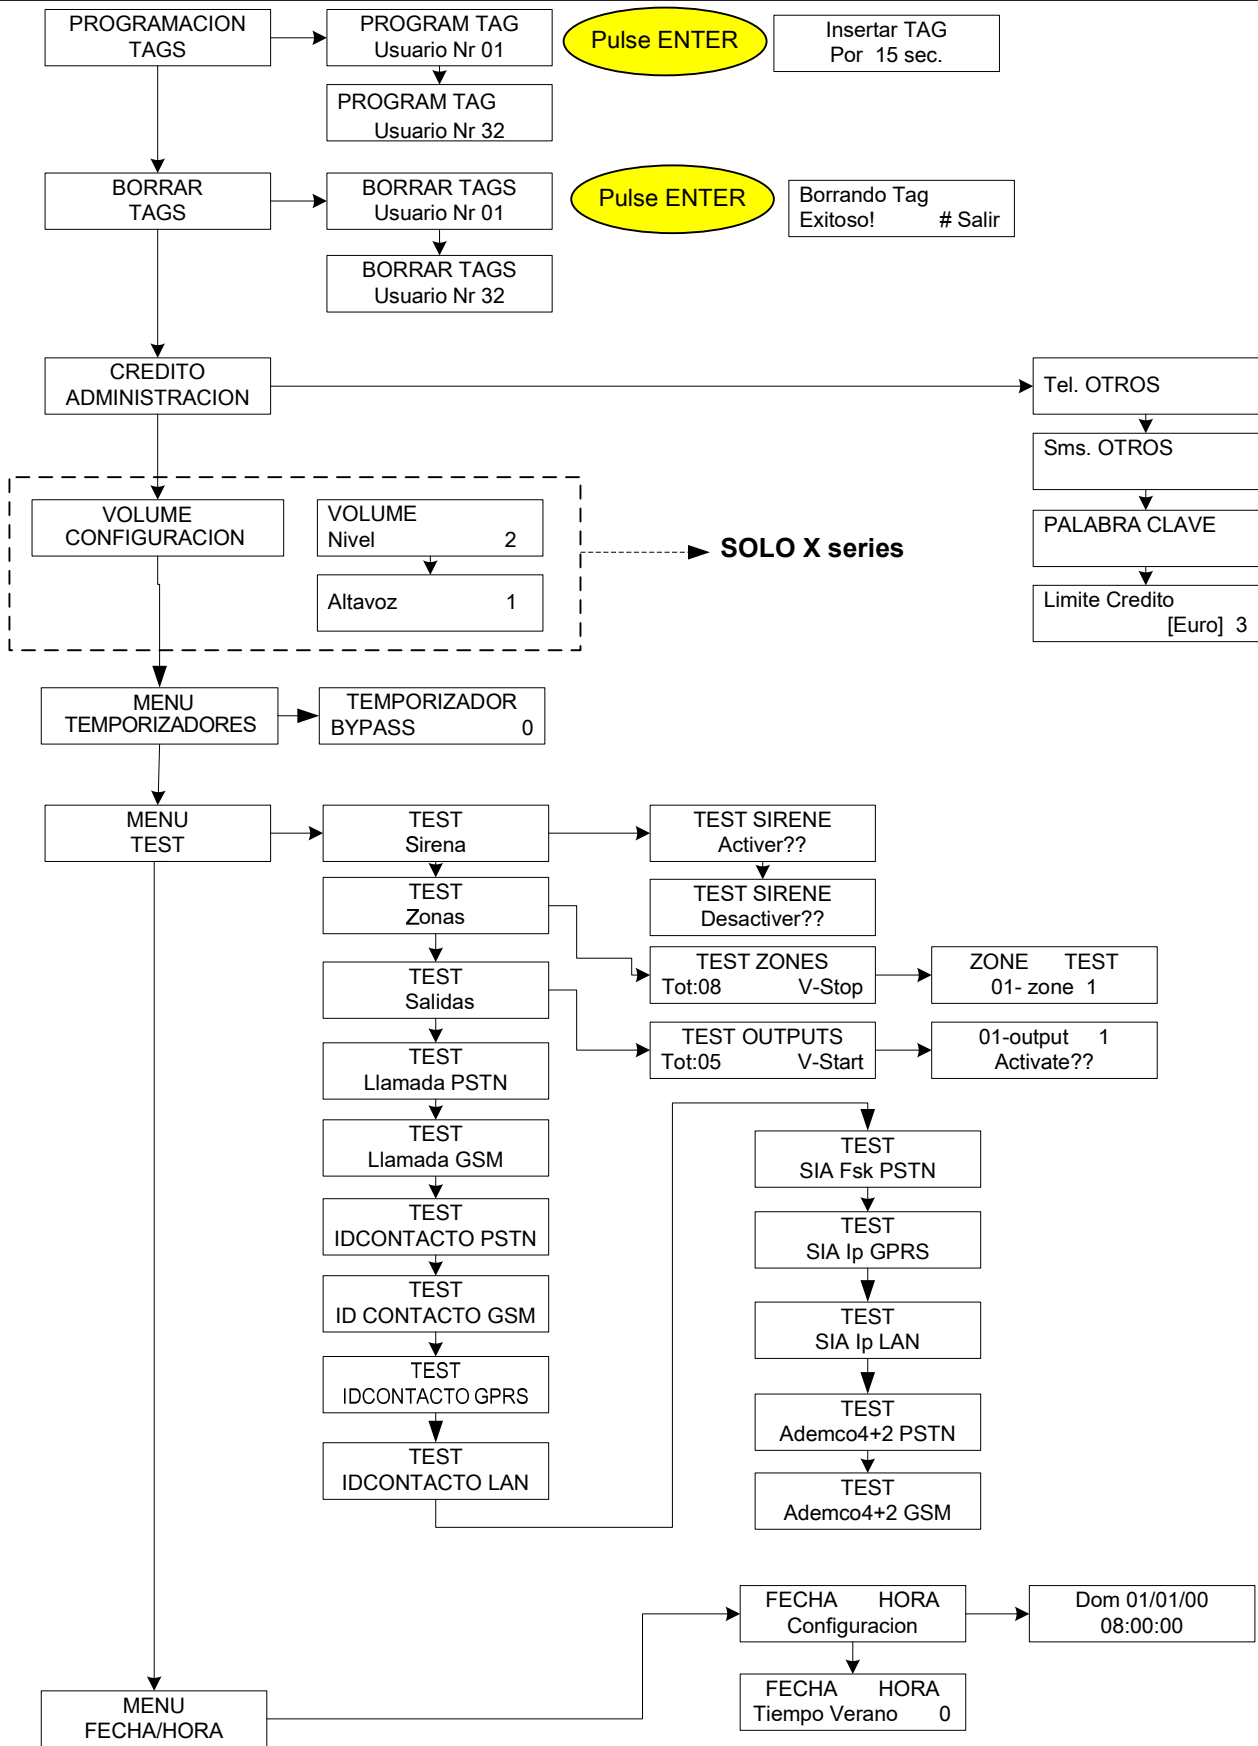 PROGRAMACION
TAGS
PROGRAM TAG
Usuario Nr 01
Pulse ENTER
Insertar TAG
Por 15 sec.
PROGRAM TAG
Usuario Nr 32
BORRAR
TAGS
BORRAR TAGS
Usuario Nr 01
Pulse ENTER
Borrando Tag
Exitoso! # Salir
BORRAR TAGS
Usuario Nr 32
CREDITO
ADMINISTRACION
Tel. OTROS
Sms. OTROS
PALABRA CLAVE
Limite Credito
[Euro] 3
VOLUME
CONFIGURACION
VOLUME
Nivel 2
Altavoz 1
SOLO X series
MENU
TEMPORIZADORES
TEMPORIZADOR
BYPASS 0
MENU
TEST
TEST
Sirena
TEST SIRENE
Activer??
TEST SIRENE
Desactiver??
TEST
Zonas
TEST ZONES
Tot:08 V-Stop
ZONE TEST
01- zone 1
TEST
Salidas
TEST OUTPUTS
Tot:05 V-Start
01-output 1
Activate??
TEST
Llamada PSTN
TEST
Llamada GSM
TEST
IDCONTACTO PSTN
TEST
ID CONTACTO GSM
TEST
IDCONTACTO GPRS
TEST
IDCONTACTO LAN
TEST
SIA Fsk PSTN
TEST
SIA Ip GPRS
TEST
SIA Ip LAN
TEST
Ademco4+2 PSTN
TEST
Ademco4+2 GSM
MENU
FECHA/HORA
FECHA HORA
Configuracion
Dom 01/01/00
08:00:00
FECHA HORA
Tiempo Verano 0